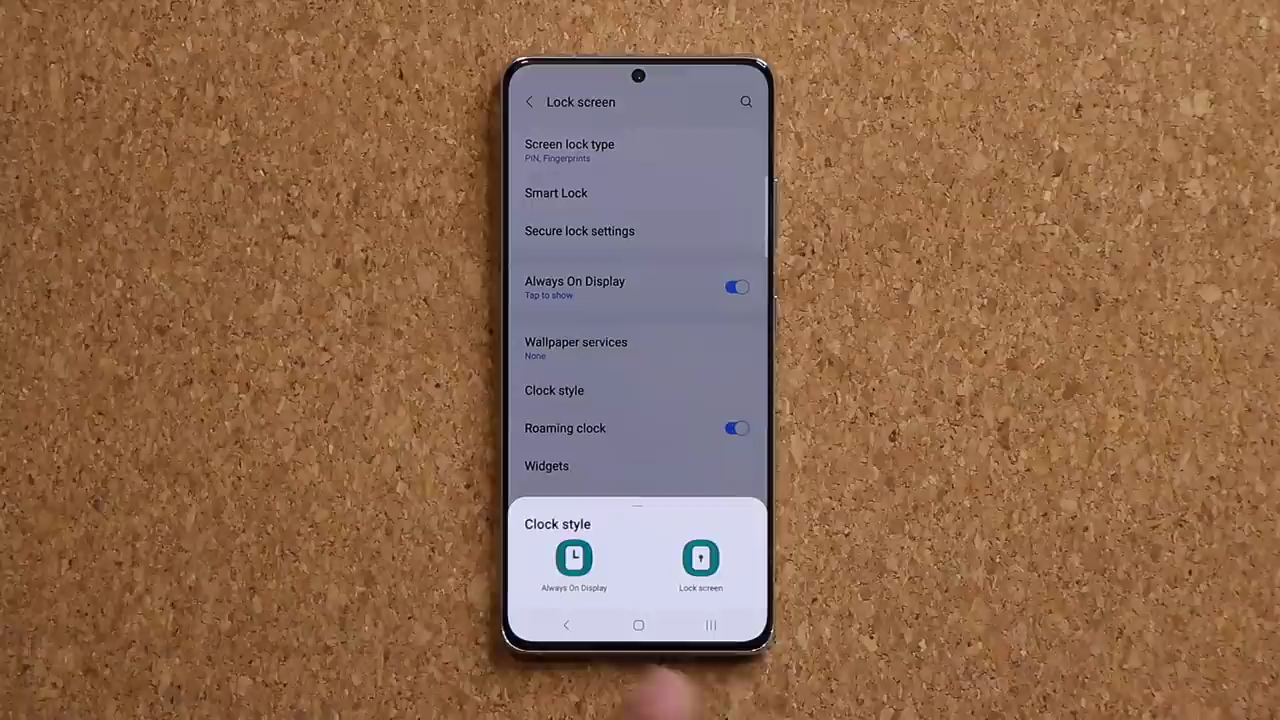 Lock screen
Screen lock type
PIN, Fingerprints
Smart Lock
Secure lock settings
Always On Display
Tap to show
Wallpaper services
None
Clock style
Roaming clock
Widgets
Clock style
Always On Display
Lock screen